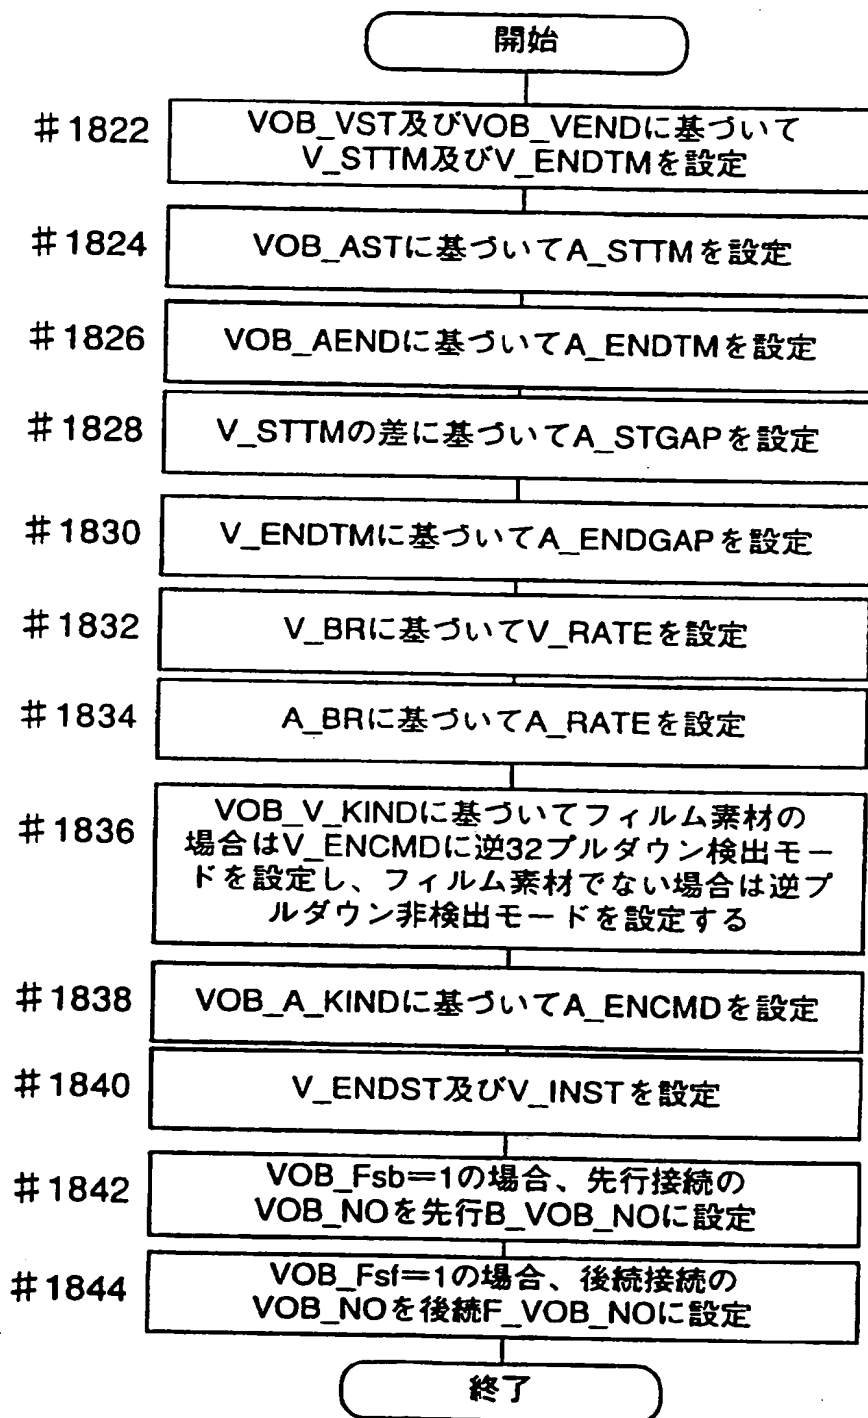 開始
#1822
VOB_VST及びVOB_VENDに基づいて
V_STTM及びV_ENDTMを設定
#1824
VOB_ASTに基づいてA_STTMを設定
#1826
VOB_AENDに基づいてA_ENDTMを設定
#1828
V_STTMの差に基づいてA_STGAPを設定
#1830
V_ENDTMに基づいてA_ENDGAPを設定
#1832
V_BRに基づいてV_RATEを設定
#1834
A_BRに基づいてA_RATEを設定
#1836
VOB_V_KINDに基づいてフィルム素材の
場合はV_ENCMDに逆32プルダウン検出モー
ドを設定し、フィルム素材でない場合は逆プ
ルダウン非検出モードを設定する
#1838
VOB_A_KINDに基づいてA_ENCMDを設定
#1840
V_ENDST及びV_INSTを設定
#1842
VOB_Fsb=1の場合、先行接続の
VOB_NOを先行B_VOB_NOに設定
#1844
VOB_Fsf=1の場合、後続接続の
VOB_NOを後続F_VOB_NOに設定
終了